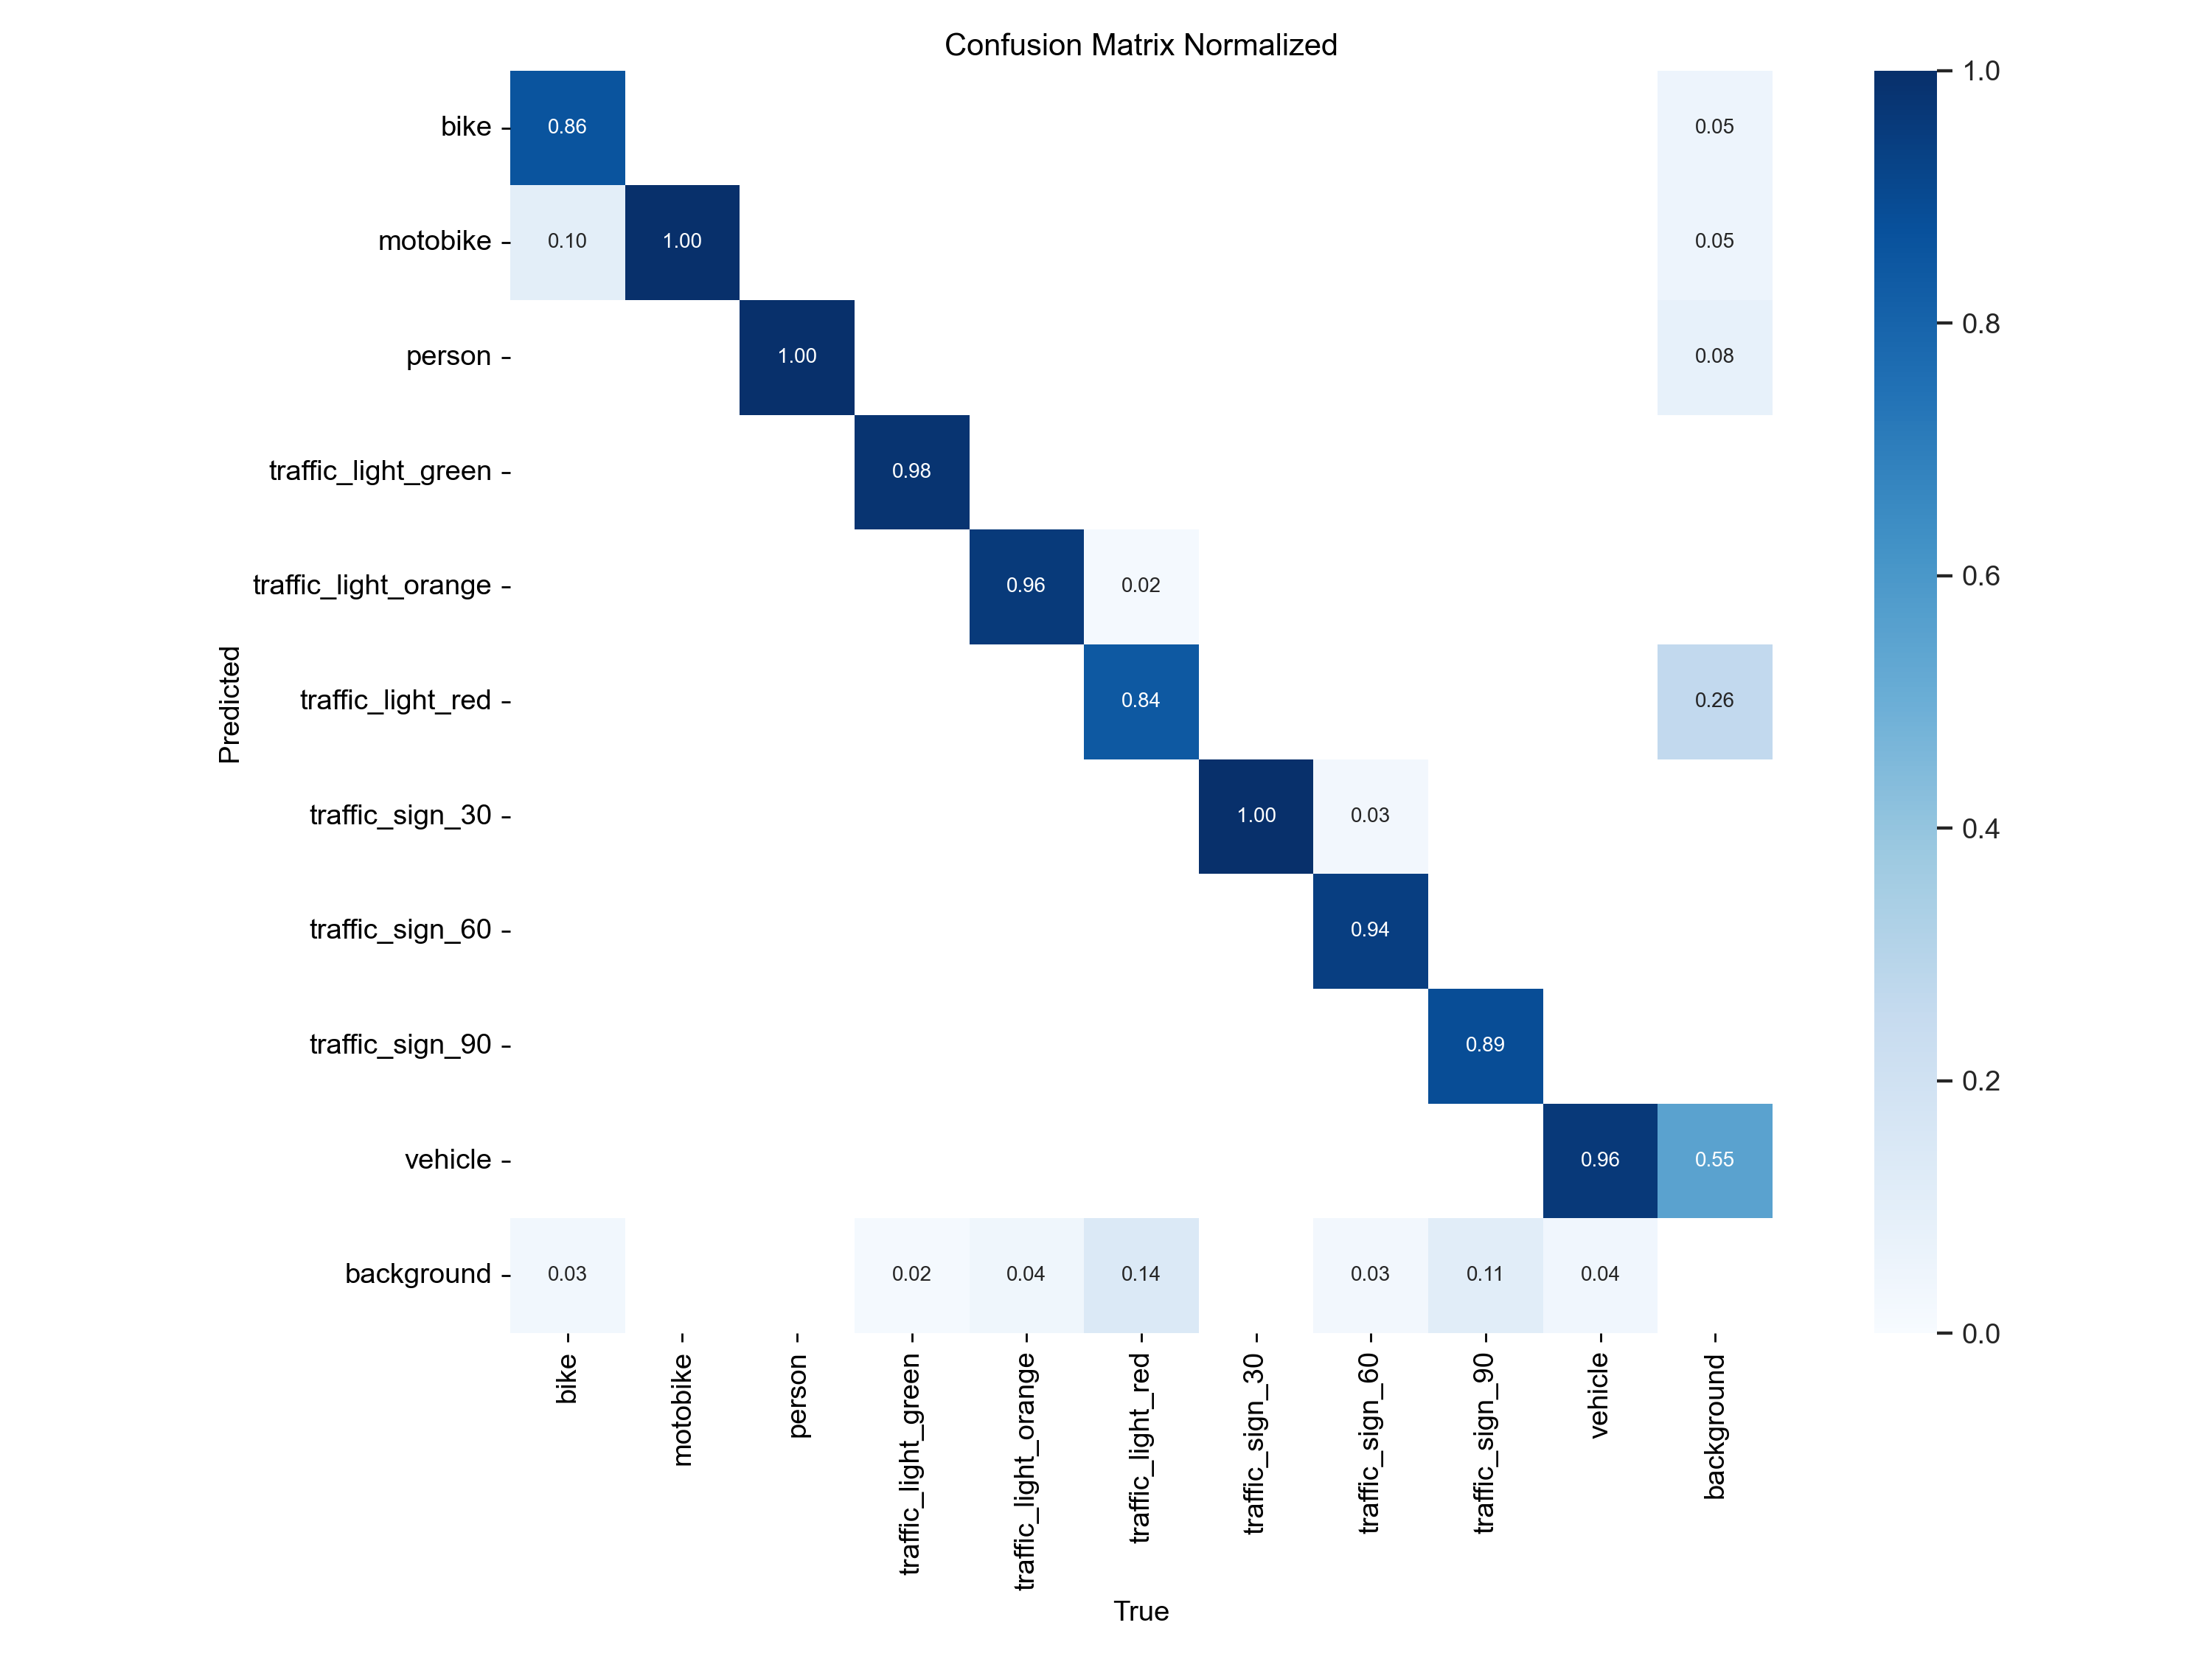 Confusion Matrix Normalized
bike 0.86 0.05
motobike 0.10 1.00 0.05
person 1.00 0.08
traffic_light_green 0.98
traffic_light_orange 0.96 0.02
traffic_light_red 0.84 0.26
traffic_sign_30 1.00 0.03
traffic_sign_60 0.94
traffic_sign_90 0.89
vehicle 0.96 0.55
background 0.03 0.02 0.04 0.14 0.03 0.11 0.04
Predicted
bike
motobike
person
traffic_light_green
traffic_light_orange
traffic_light_red
traffic_sign_30
traffic_sign_60
traffic_sign_90
vehicle
background
True
1.0
0.8
0.6
0.4
0.2
0.0